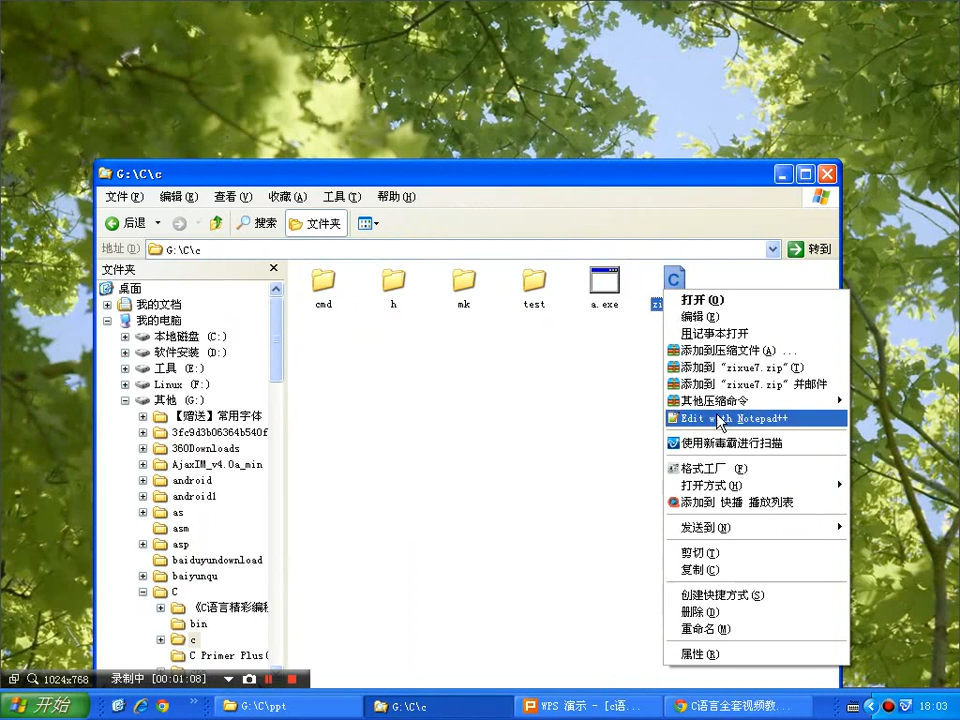 G:\C\c
文件(F) 编辑(E) 查看(V) 收藏(A) 工具(T) 帮助(H)
后退 搜索 文件夹
地址(D) G:\C\c 转到
文件夹
桌面
我的文档
我的电脑
本地磁盘 (C:)
软件安装 (D:)
工具 (E:)
Linux (F:)
其他 (G:)
【赠送】常用字体
3fc9d3b06364b540f
360Downloads
AjaxIM_v4.0a_min
android
android1
as
asm
asp
baiduyundownload
baiyunqu
C
《C语言精彩编程
bin
c
C Primer Plus(
cmd h mk test a.exe zi
打开(O)
编辑(E)
用记事本打开
添加到压缩文件(A) ...
添加到 "zixue7.zip"(T)
添加到 "zixue7.zip" 并邮件
其他压缩命令
Edit with Notepad++
使用新毒霸进行扫描
格式工厂 (F)
打开方式(H)
添加到 快播 播放列表
发送到(N)
剪切(T)
复制(C)
创建快捷方式(S)
删除(D)
重命名(M)
属性(R)
1024x768 录制中 [00:01:08]
开始 G:\C\ppt G:\C\c WPS 演示 - [c语... C语言全套视频教... 18:03